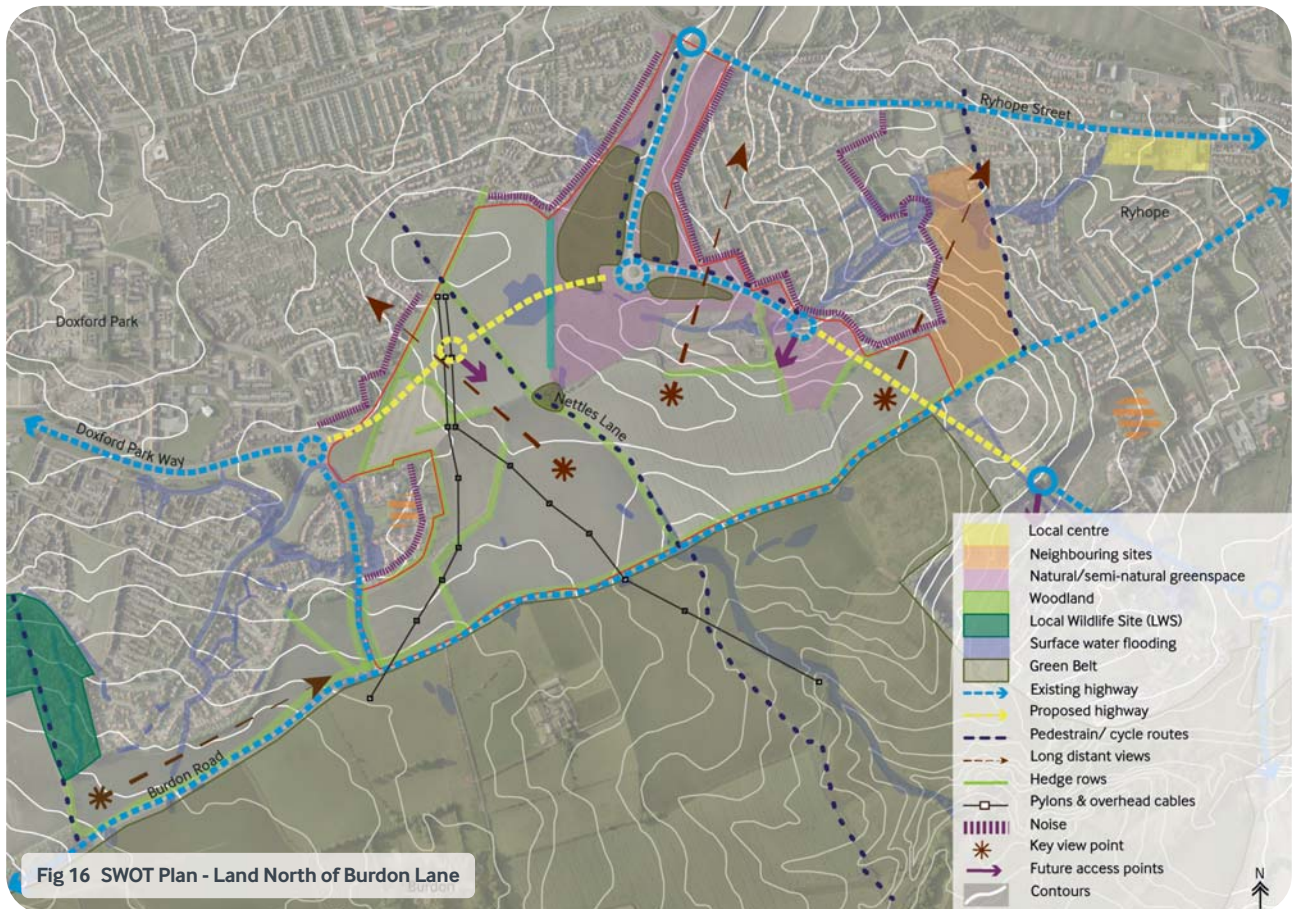 Ryhope Street
Ryhope
Doxford Park
Nettles Lane
Doxford Park Way
Burdon Road
Local centre
Neighbouring sites
Natural/semi-natural greenspace
Woodland
Local Wildlife Site (LWS)
Surface water flooding
Green Belt
Existing highway
Proposed highway
Pedestrain/ cycle routes
Long distant views
Hedge rows
Pylons & overhead cables
Noise
Key view point
Future access points
Contours
N
Fig 16 SWOT Plan - Land North of Burdon Lane
Burdon